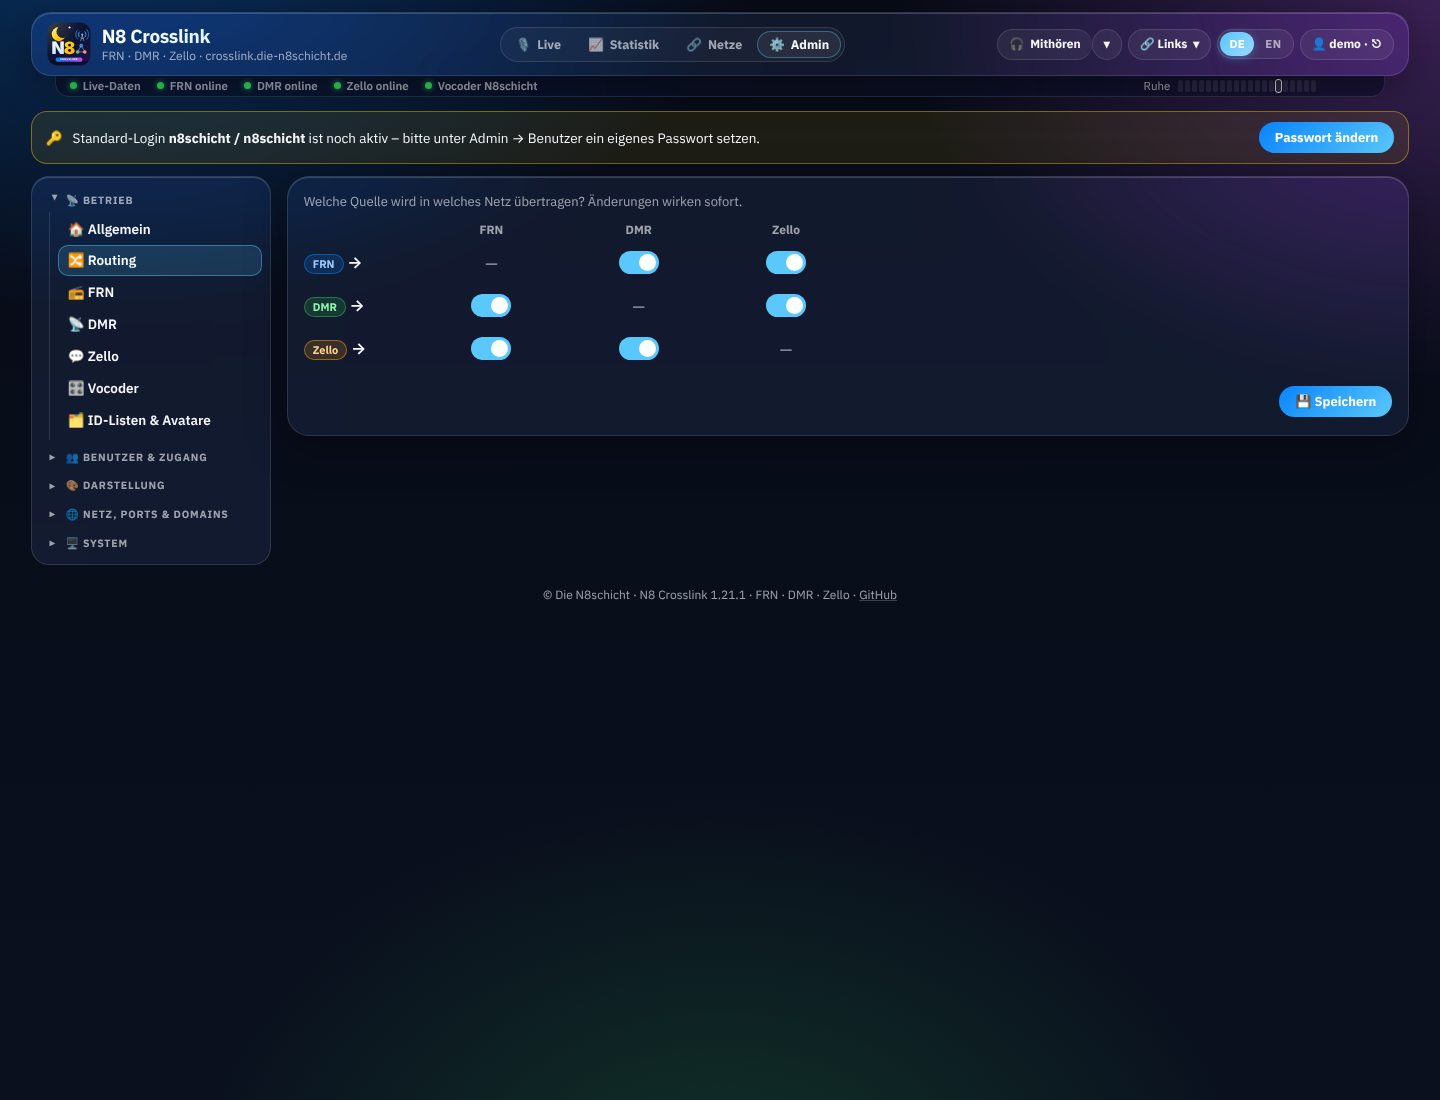 N8 Crosslink
FRN · DMR · Zello · crosslink.die-n8schicht.de
Live
Statistik
Netze
Admin
Mithören
Links
DE
EN
demo ·
Live-Daten
FRN online
DMR online
Zello online
Vocoder N8schicht
Ruhe
Standard-Login n8schicht / n8schicht ist noch aktiv – bitte unter Admin → Benutzer ein eigenes Passwort setzen.
Passwort ändern
BETRIEB
Allgemein
Routing
FRN
DMR
Zello
Vocoder
ID-Listen & Avatare
BENUTZER & ZUGANG
DARSTELLUNG
NETZ, PORTS & DOMAINS
SYSTEM
Welche Quelle wird in welches Netz übertragen? Änderungen wirken sofort.
FRN DMR Zello
FRN → —
DMR → —
Zello → —
Speichern
© Die N8schicht · N8 Crosslink 1.21.1 · FRN · DMR · Zello · GitHub